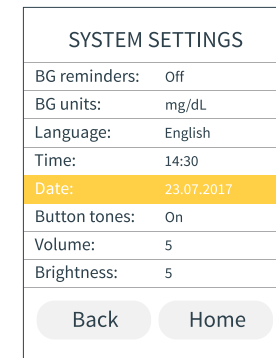 SYSTEM SETTINGS
BG reminders: Off
BG units: mg/dL
Language: English
Time: 14:30
Date: 23.07.2017
Button tones: On
Volume: 5
Brightness: 5
Back Home